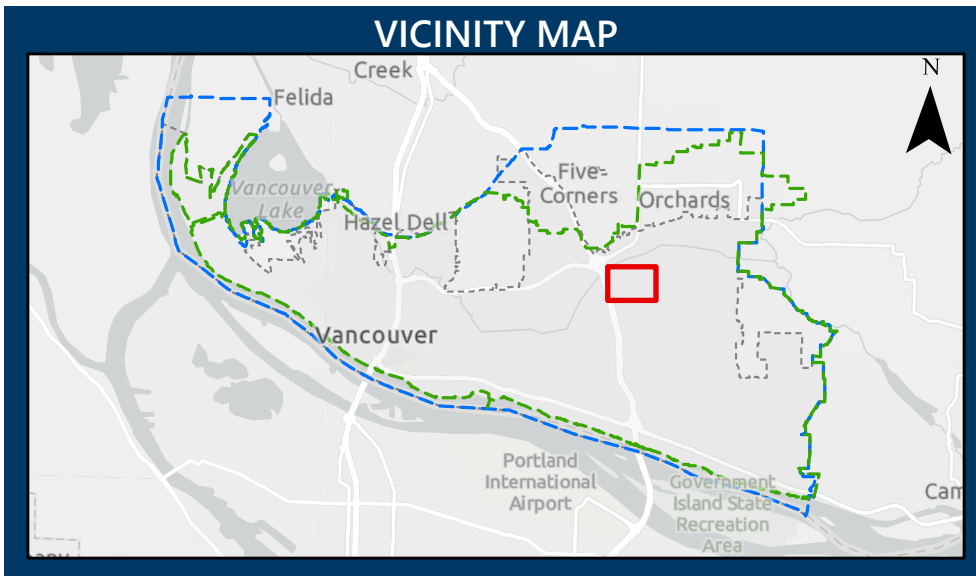 VICINITY MAP
Creek
N
Felida
Five
Corners
Vancouver
Lake
Orchards
Hazel Dell
Vancouver
Portland
International
Airport
Government
Island State
Recreation
Area
Cam
any